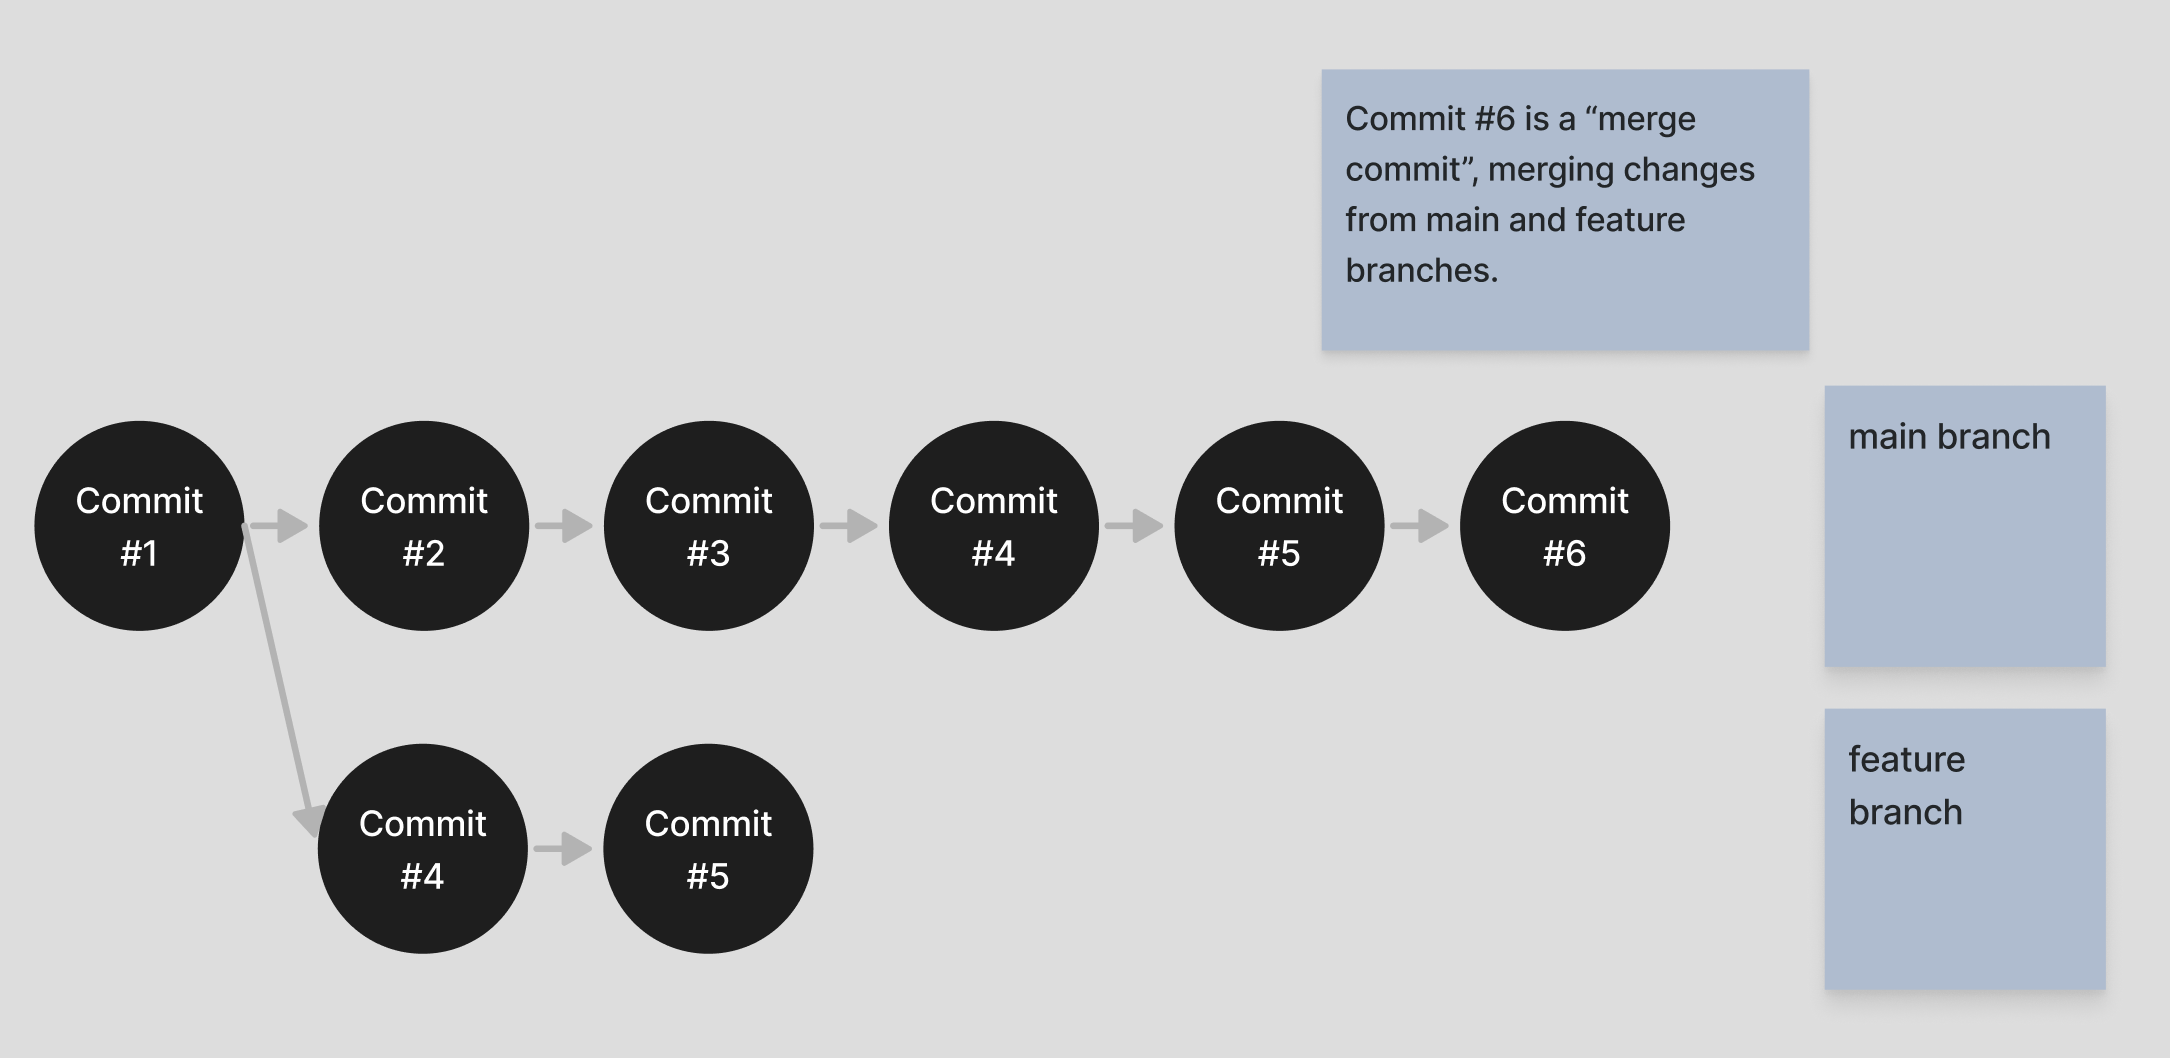 Commit #6 is a “merge
commit”, merging changes
from main and feature
branches.
main branch
Commit
#1
Commit
#2
Commit
#3
Commit
#4
Commit
#5
Commit
#6
feature
branch
Commit
#4
Commit
#5